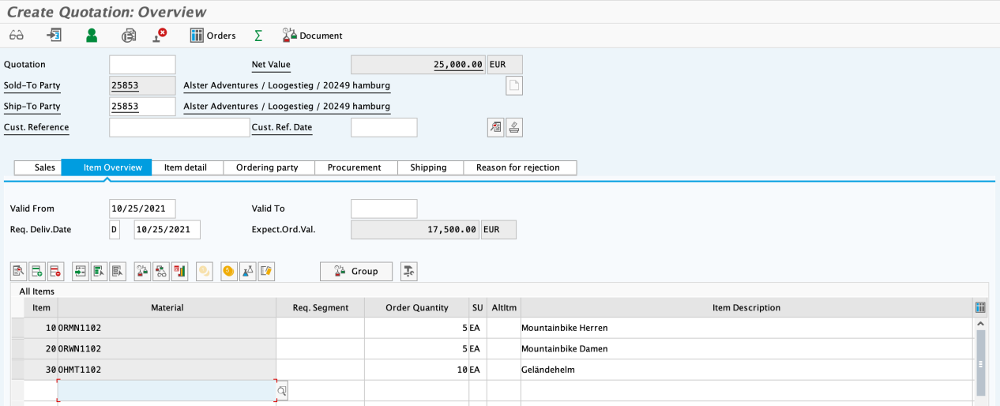 Create Quotation: Overview
Orders Σ Document
Quotation Net Value 25,000.00 EUR
Sold-To Party 25853 Alster Adventures / Loogestieg / 20249 hamburg
Ship-To Party 25853 Alster Adventures / Loogestieg / 20249 hamburg
Cust. Reference Cust. Ref. Date
Sales Item Overview Item detail Ordering party Procurement Shipping Reason for rejection
Valid From 10/25/2021 Valid To
Req. Deliv.Date D 10/25/2021 Expect.Ord.Val. 17,500.00 EUR
Group
All Items
Item Material Req. Segment Order Quantity SU AltItm Item Description
10 ORMN1102 5 EA Mountainbike Herren
20 ORWN1102 5 EA Mountainbike Damen
30 OHMT1102 10 EA Geländehelm